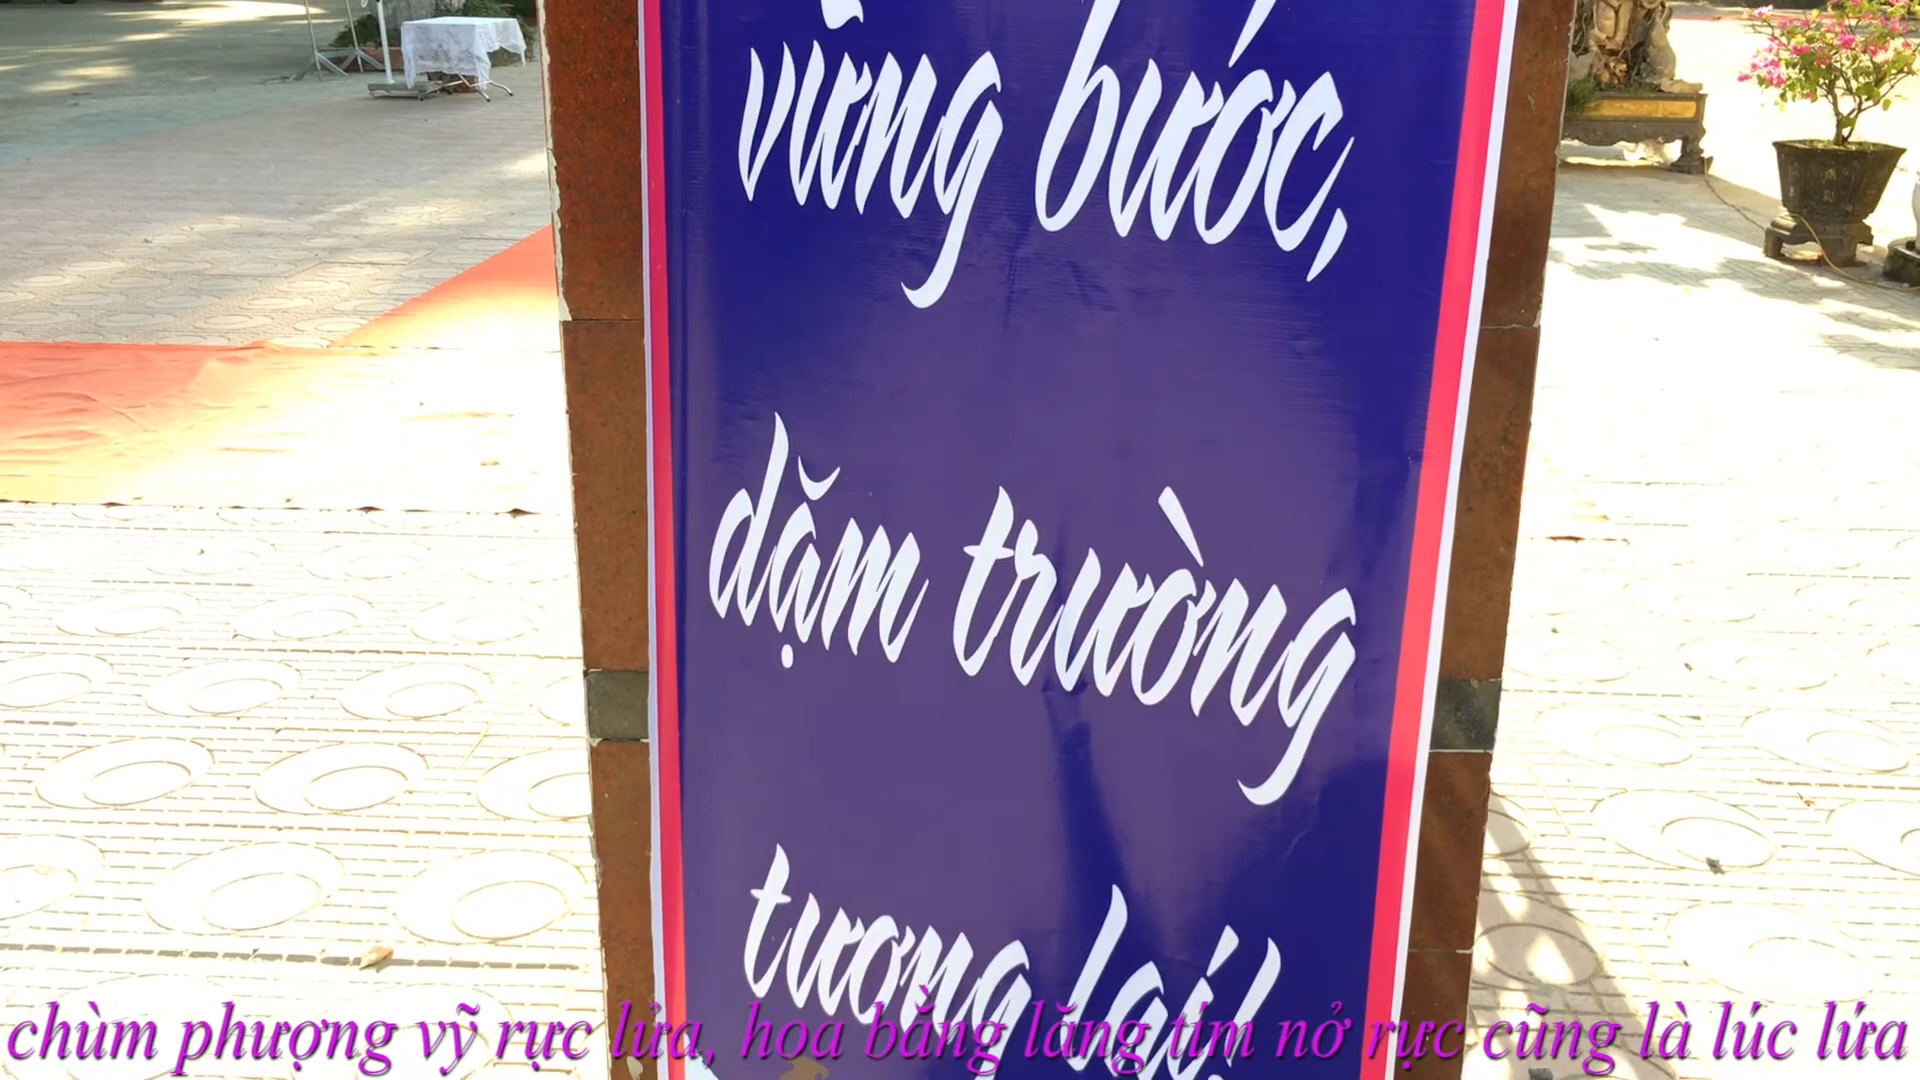 vững bước,
dặm trường
tương lai!
chùm phượng vỹ rực lửa, hoa bằng lăng tím nở rực cũng là lúc lứa